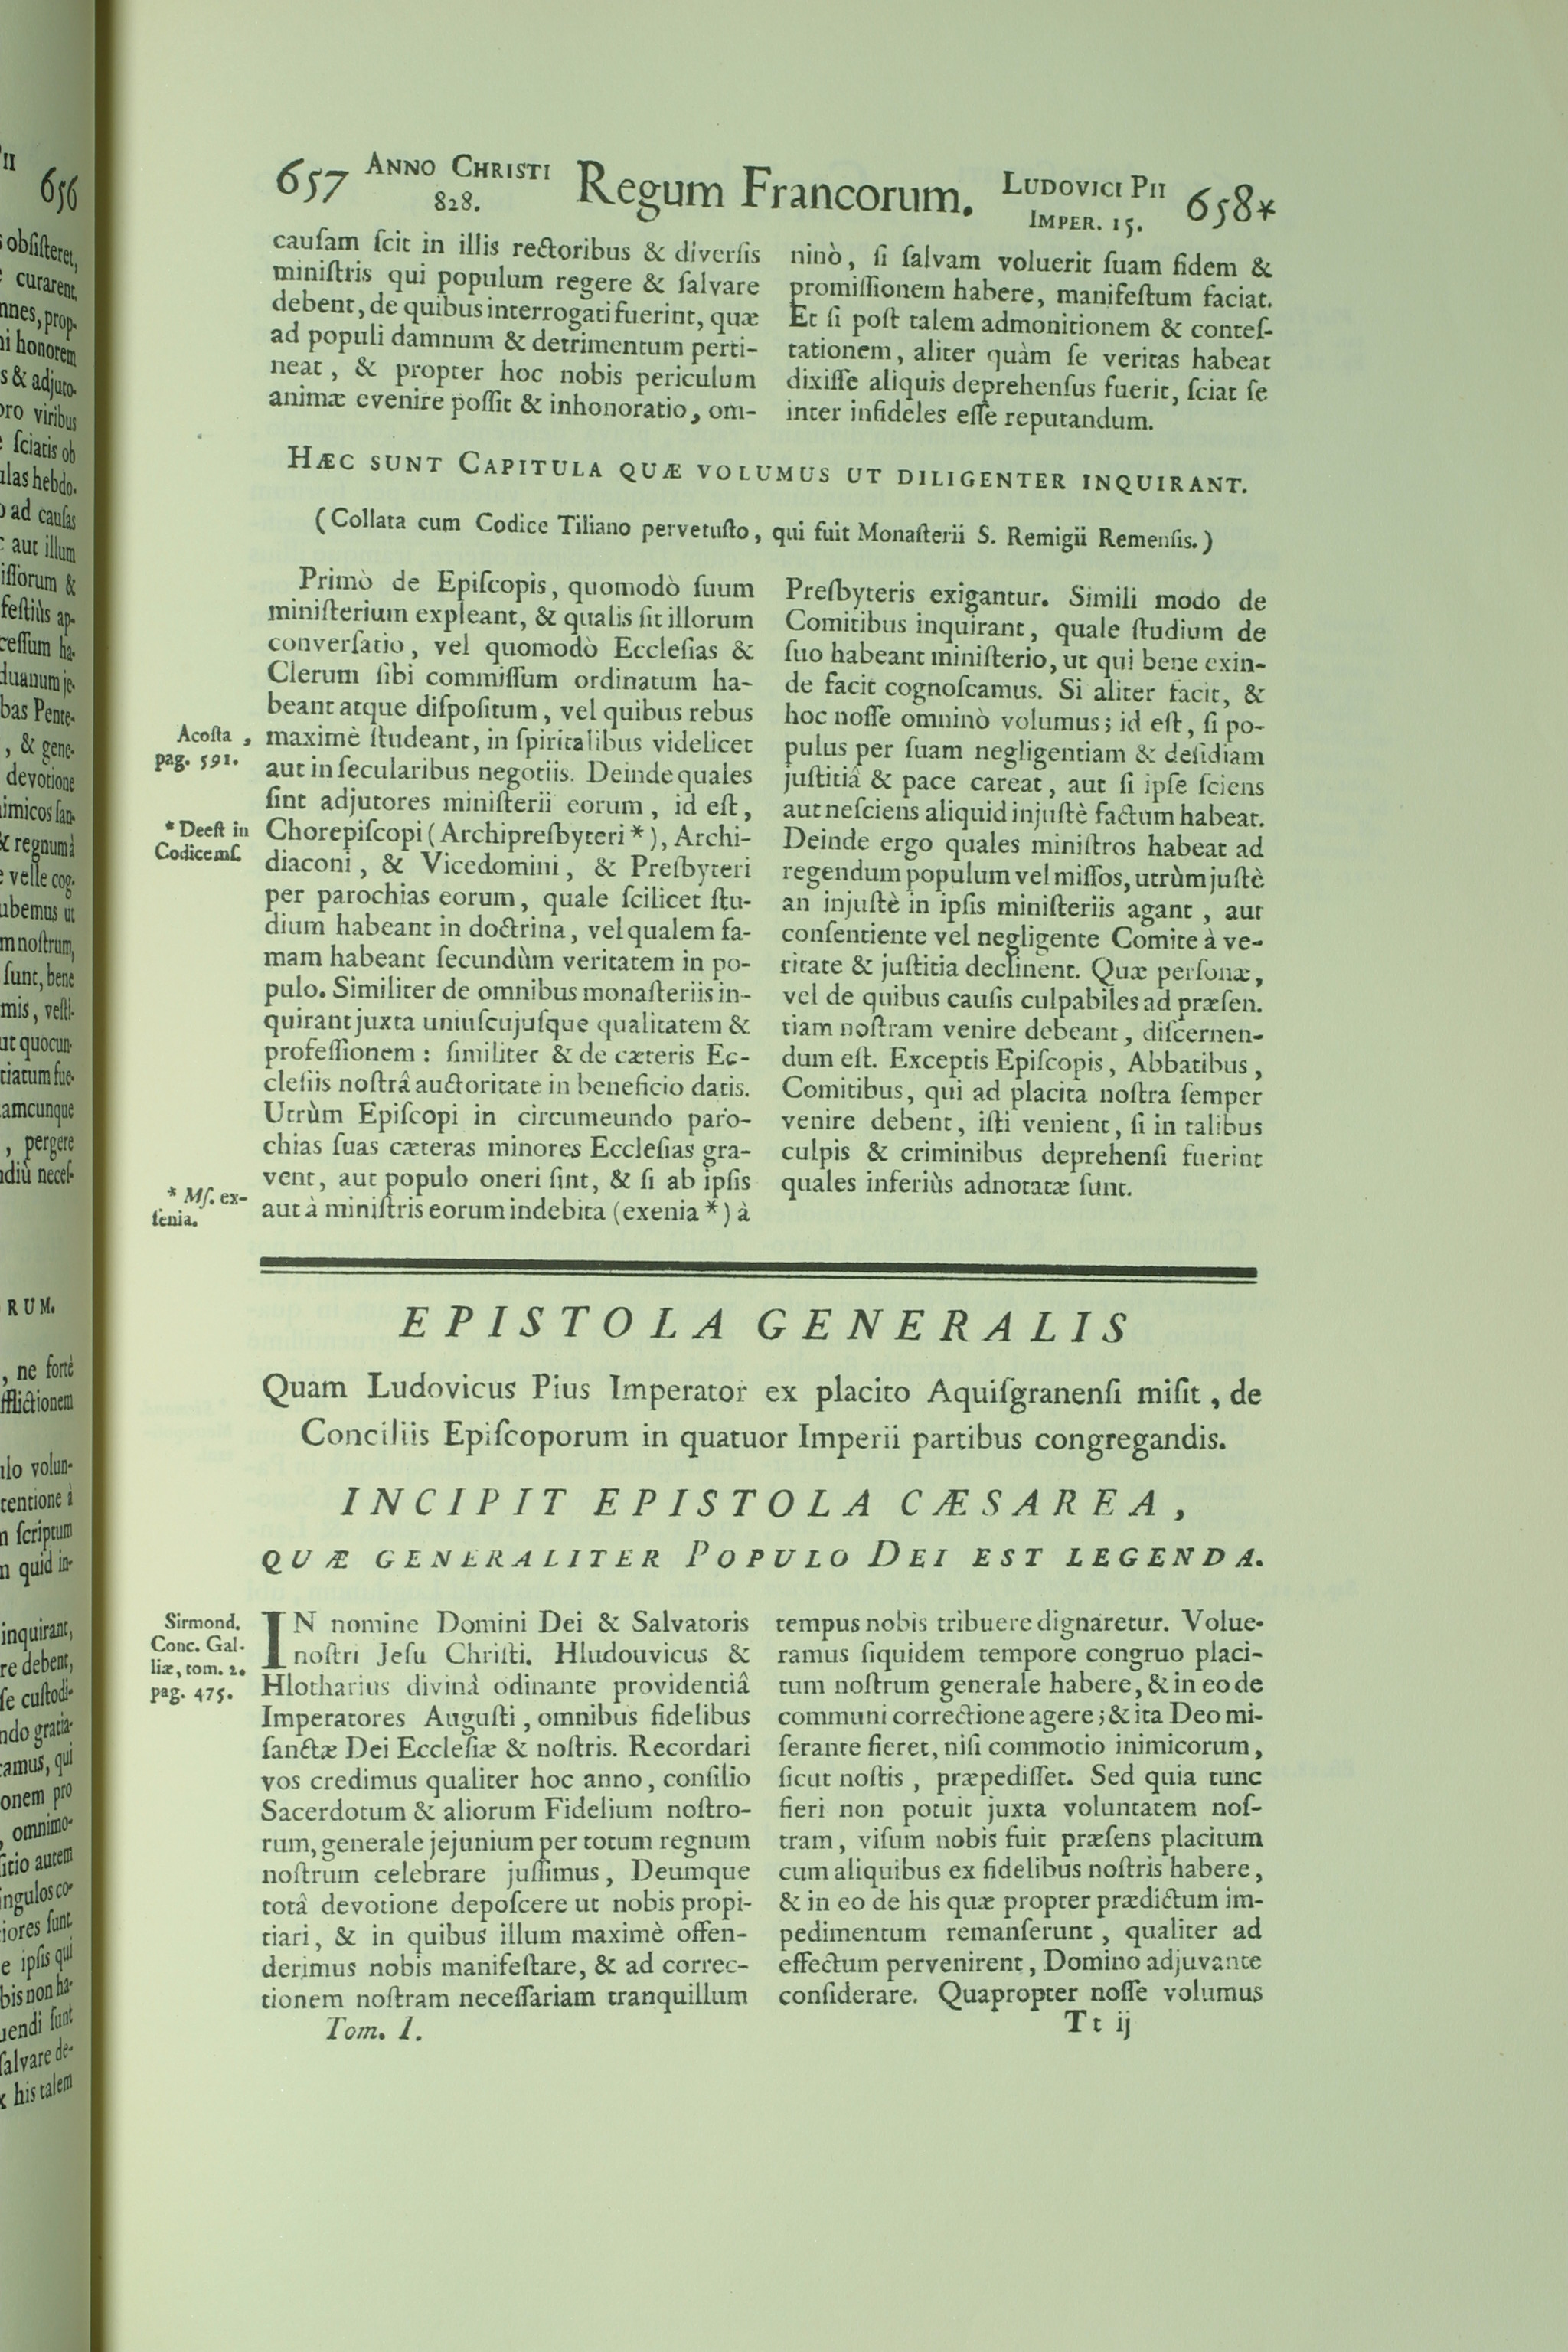 657 ANNO CHRISTI 828. Regum Francorum. LUDOVICI PII IMPER. 15. 658*
cauſam ſcit in illis rectoribus & diverſis
miniſtris qui populum regere & ſalvare
debent, de quibus interrogati fuerint, quæ
ad populi damnum & detrimentum perti-
neat, & propter hoc nobis periculum
animæ evenire poſſit & inhonoratio, om-
ninò, ſi ſalvam voluerit ſuam fidem &
promiſſionem habere, manifeſtum faciat.
Et ſi poſt talem admonitionem & conteſ-
tationem, aliter quàm ſe veritas habeat
dixiſſe aliquis deprehenſus fuerit, ſciat ſe
inter infideles eſſe reputandum.
HÆC SUNT CAPITULA QUÆ VOLUMUS UT DILIGENTER INQUIRANT.
(Collata cum Codice Tiliano pervetuſto, qui fuit Monaſterii S. Remigii Remenſis.)
Primò de Epiſcopis, quomodò ſuum
miniſterium expleant, & qualis ſit illorum
converſatio, vel quomodò Eccleſias &
Clerum ſibi commiſſum ordinatum ha-
beant atque diſpoſitum, vel quibus rebus
maximè ſtudeant, in ſpiritalibus videlicet
aut in ſecularibus negotiis. Deinde quales
ſint adjutores miniſterii eorum, id eſt,
Chorepiſcopi (Archipreſbyteri *), Archi-
diaconi, & Vicedomini, & Preſbyteri
per parochias eorum, quale ſcilicet ſtu-
dium habeant in doctrina, vel qualem fa-
mam habeant ſecundùm veritatem in po-
pulo. Similiter de omnibus monaſteriis in-
quirant juxta uniuſcujuſque qualitatem &
profeſſionem : ſimiliter & de cæteris Ec-
cleſiis noſtrâ auctoritate in beneficio datis.
Utrùm Epiſcopi in circumeundo paro-
chias ſuas cæteras minores Eccleſias gra-
vent, aut populo oneri ſint, & ſi ab ipſis
aut à miniſtris eorum indebita (exenia *) à
Acoſta,
pag. 591.
* Deeſt in
Codice mſ.
* Mſ. ex-
ſenia.
Preſbyteris exigantur. Simili modo de
Comitibus inquirant, quale ſtudium de
ſuo habeant miniſterio, ut qui bene exin-
de facit cognoſcamus. Si aliter facit, &
hoc noſſe omninò volumus; id eſt, ſi po-
pulus per ſuam negligentiam & deſidiam
juſtitiâ & pace careat, aut ſi ipſe ſciens
aut neſciens aliquid injuſtè factum habeat.
Deinde ergo quales miniſtros habeat ad
regendum populum vel miſſos, utrùm juſtè
an injuſtè in ipſis miniſteriis agant, aut
conſentiente vel negligente Comite à ve-
ritate & juſtitia declinent. Quæ perſonæ,
vel de quibus cauſis culpabiles ad præſen.
tiam noſtram venire debeant, diſcernen-
dum eſt. Exceptis Epiſcopis, Abbatibus,
Comitibus, qui ad placita noſtra ſemper
venire debent, iſti venient, ſi in talibus
culpis & criminibus deprehenſi fuerint
quales inferiùs adnotatæ ſunt.
EPISTOLA GENERALIS
Quam Ludovicus Pius Imperator ex placito Aquiſgranenſi miſit, de
Conciliis Epiſcoporum in quatuor Imperii partibus congregandis.
INCIPIT EPISTOLA CÆSAREA,
QUÆ GENERALITER POPULO DEI EST LEGENDA.
Sirmond.
Conc. Gal-
liæ, tom. 2.
pag. 475.
IN nomine Domini Dei & Salvatoris
noſtri Jeſu Chriſti. Hludouvicus &
Hlotharius divinâ odinante providentiâ
Imperatores Auguſti, omnibus fidelibus
ſanctæ Dei Eccleſiæ & noſtris. Recordari
vos credimus qualiter hoc anno, conſilio
Sacerdotum & aliorum Fidelium noſtro-
rum, generale jejunium per totum regnum
noſtrum celebrare juſſimus, Deumque
totâ devotione depoſcere ut nobis propi-
tiari, & in quibus illum maximè offen-
derimus nobis manifeſtare, & ad correc-
tionem noſtram neceſſariam tranquillum
tempus nobis tribuere dignaretur. Volue-
ramus ſiquidem tempore congruo placi-
tum noſtrum generale habere, & in eo de
communi correctione agere; & ita Deo mi-
ſerante fieret, niſi commotio inimicorum,
ſicut noſtis, præpediſſet. Sed quia tunc
fieri non potuit juxta voluntatem noſ-
tram, viſum nobis fuit præſens placitum
cum aliquibus ex fidelibus noſtris habere,
& in eo de his quæ propter prædictum im-
pedimentum remanſerunt, qualiter ad
effectum pervenirent, Domino adjuvante
conſiderare. Quapropter noſſe volumus
Tom. I.
Tt ij